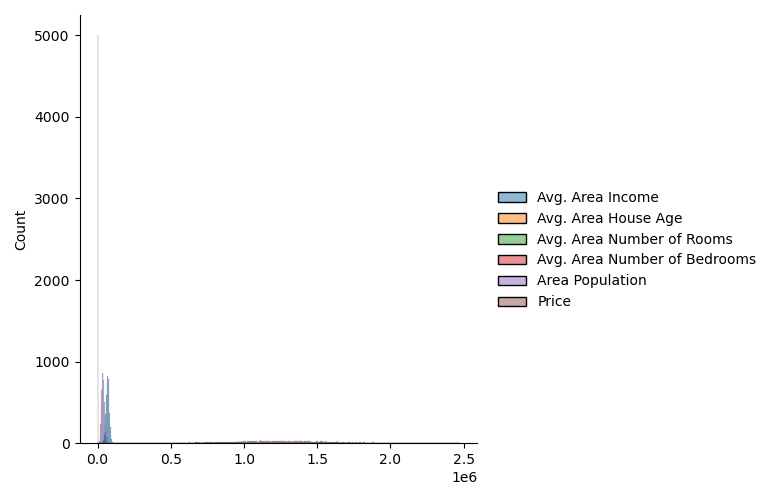 5000
4000
3000
2000
1000
0
Count
0.0 0.5 1.0 1.5 2.0 2.5
1e6
Avg. Area Income
Avg. Area House Age
Avg. Area Number of Rooms
Avg. Area Number of Bedrooms
Area Population
Price